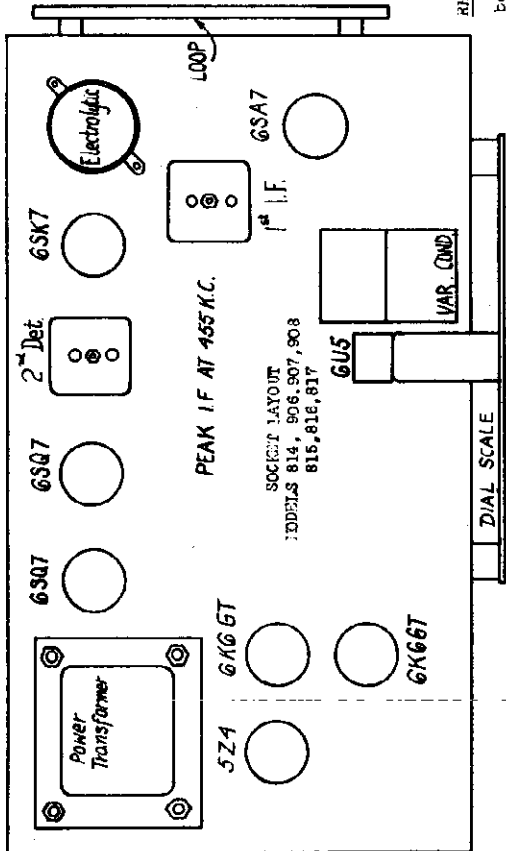 6SQ7
6SQ7
2nd Det.
6SK7
Power
Transformer
Electrolytic
LOOP
PEAK I.F AT 455 K.C.
5Z4
6K6GT
1st I.F.
6SA7
SOCKET LAYOUT
MODELS 814, 906.907,908
815,816,817
6U5
6K6GT
VAR. COND.
DIAL SCALE